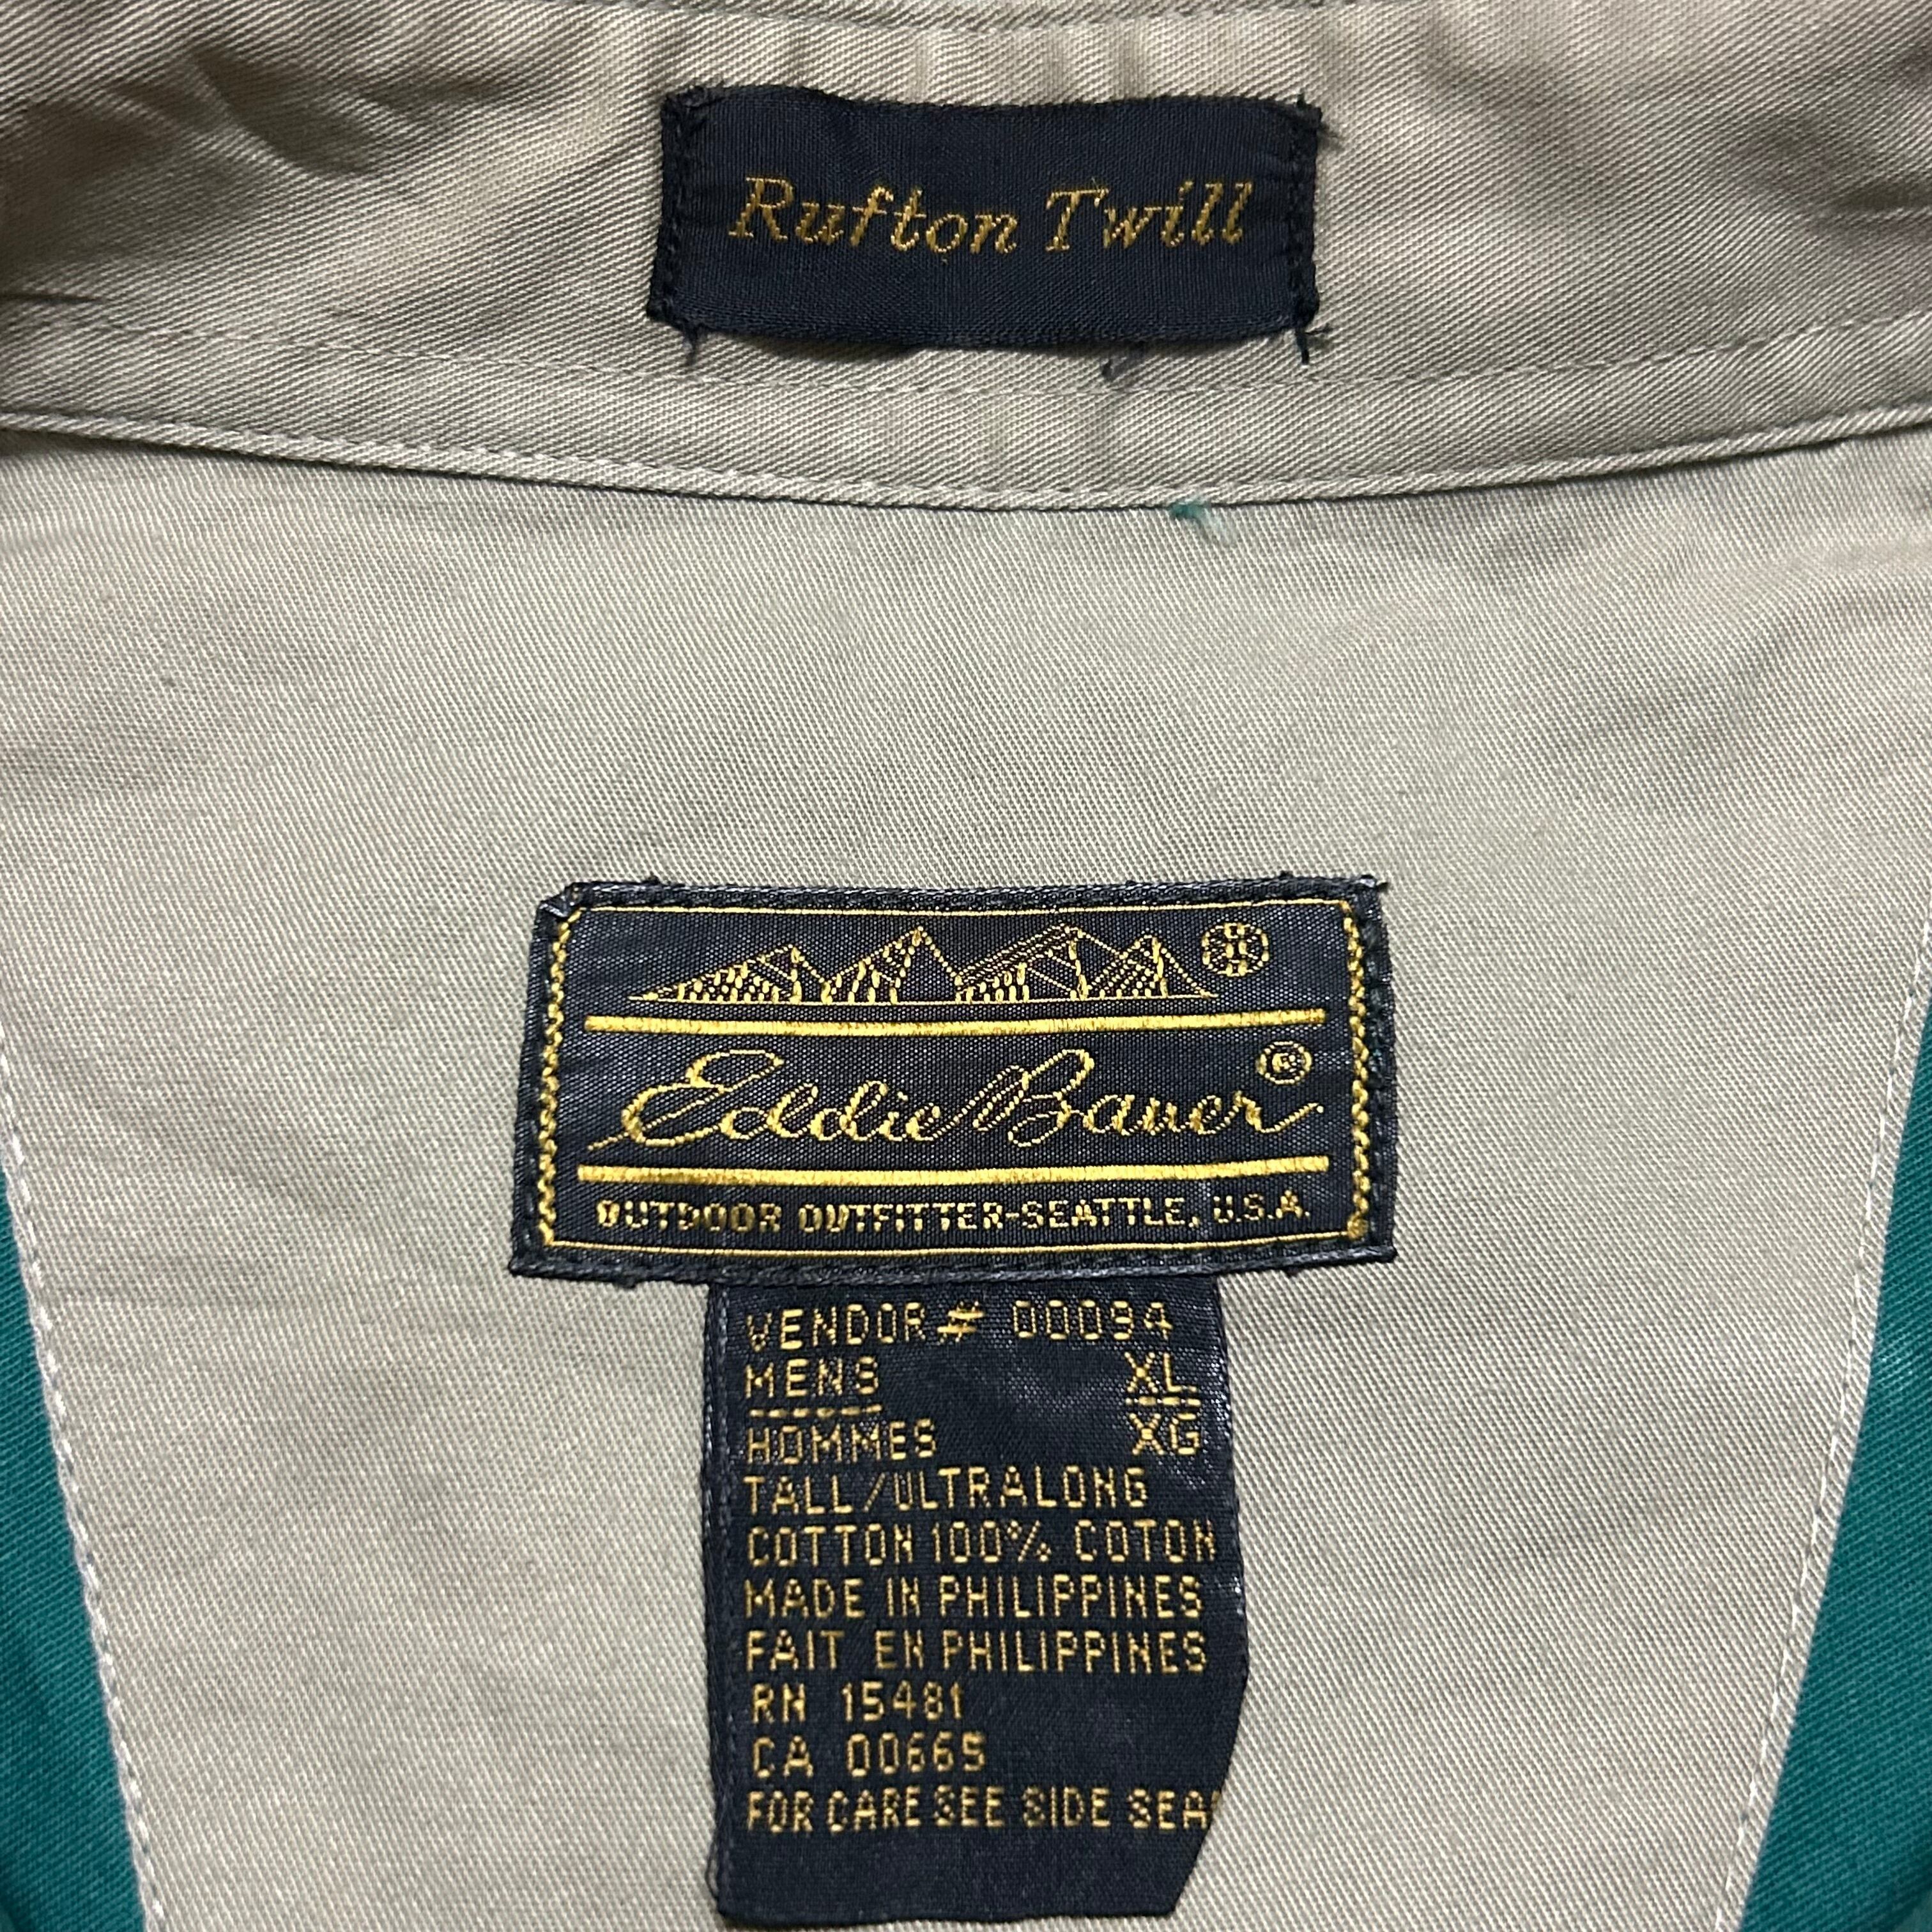 Rufton Twill
Eddie Bauer®
OUTDOOR OUTFITTER-SEATTLE, U.S.A.
VENDOR # 00094
MENS XL
HOMMES XG
TALL/ULTRALONG
COTTON 100% COTON
MADE IN PHILIPPINES
FAIT EN PHILIPPINES
RN 15481
CA 00665
FOR CARE SEE SIDE SEA